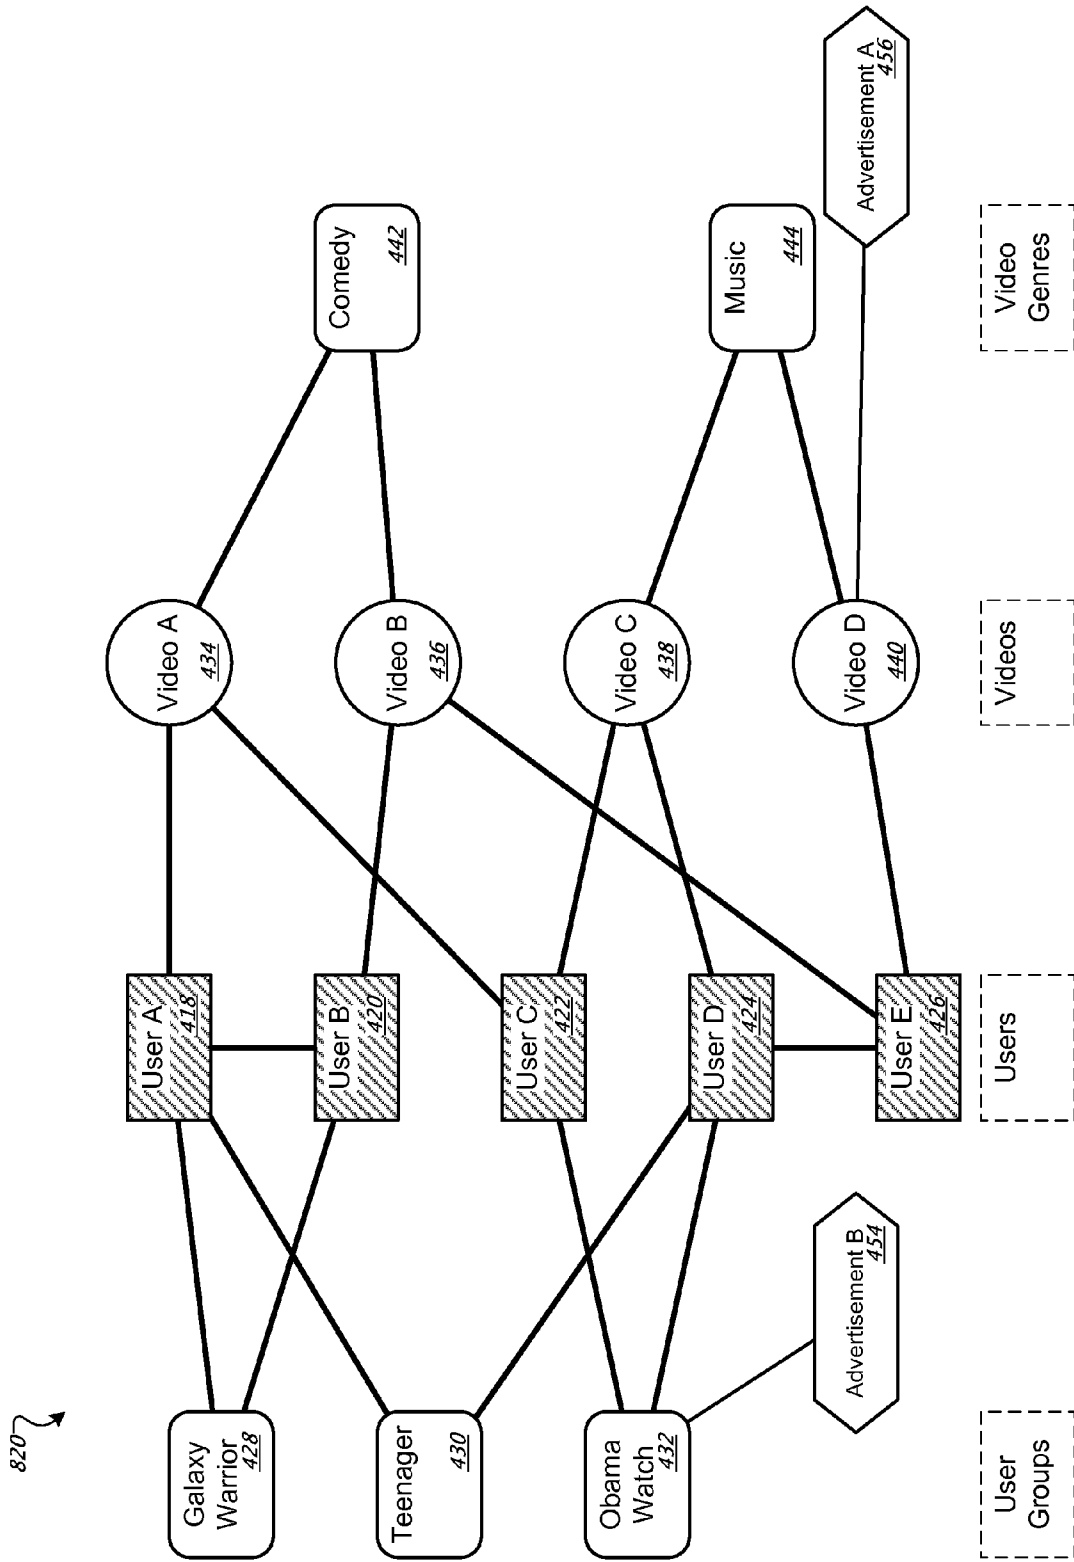 820
Galaxy
Warrior
428
Teenager
430
Obama
Watch
432
Advertisement B
454
User
Groups
User A
418
User B
420
User C
422
User D
424
User E
426
Users
Video A
434
Video B
436
Video C
438
Video D
440
Videos
Comedy
442
Music
444
Advertisement A
456
Video
Genres